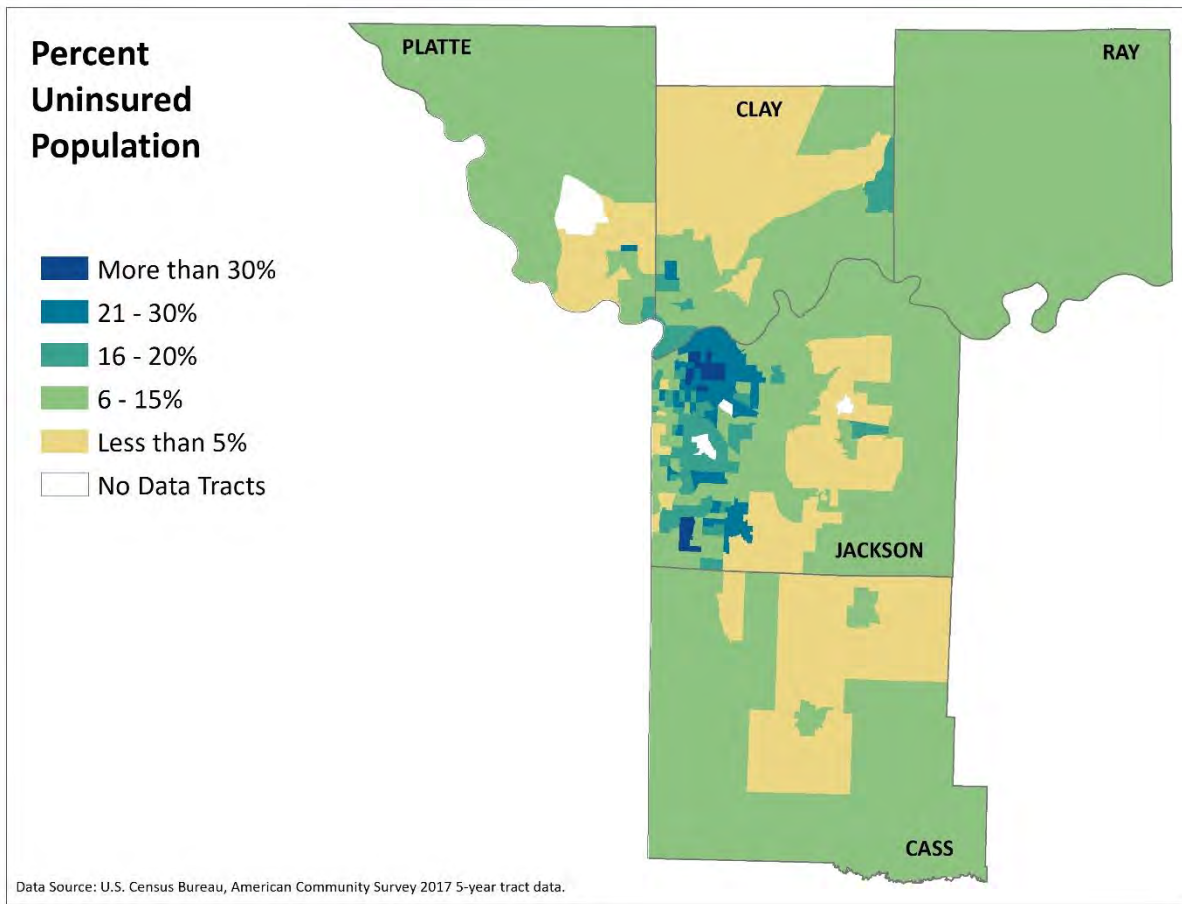 Percent
Uninsured
Population
PLATTE
CLAY
RAY
More than 30%
21 - 30%
16 - 20%
6 - 15%
Less than 5%
No Data Tracts
JACKSON
CASS
Data Source: U.S. Census Bureau, American Community Survey 2017 5-year tract data.